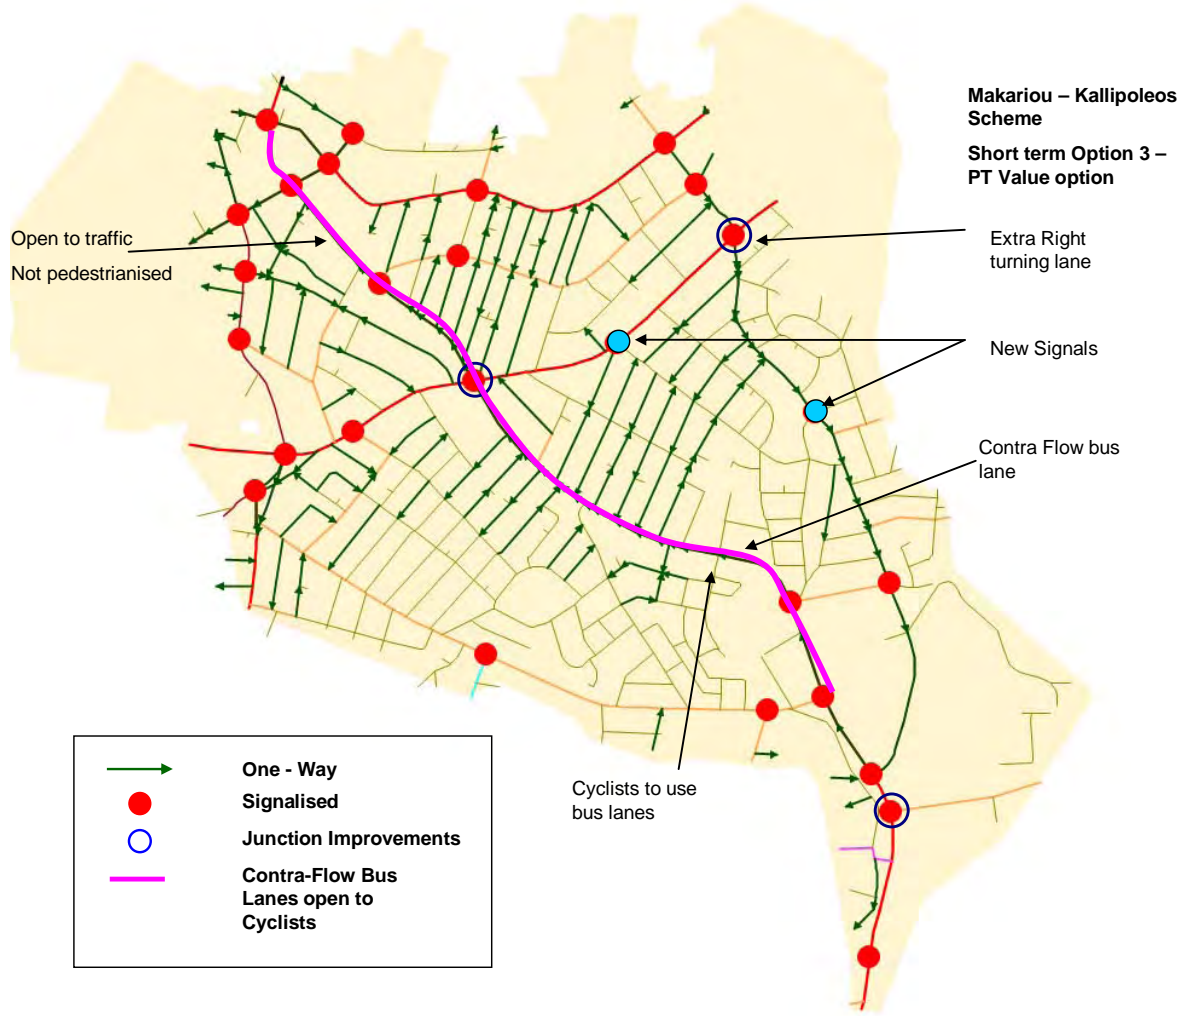 Makariou – Kallipoleos
Scheme
Short term Option 3 –
PT Value option
Open to traffic
Not pedestrianised
Extra Right
turning lane
New Signals
Contra Flow bus
lane
Cyclists to use
bus lanes
One - Way
Signalised
Junction Improvements
Contra-Flow Bus
Lanes open to
Cyclists